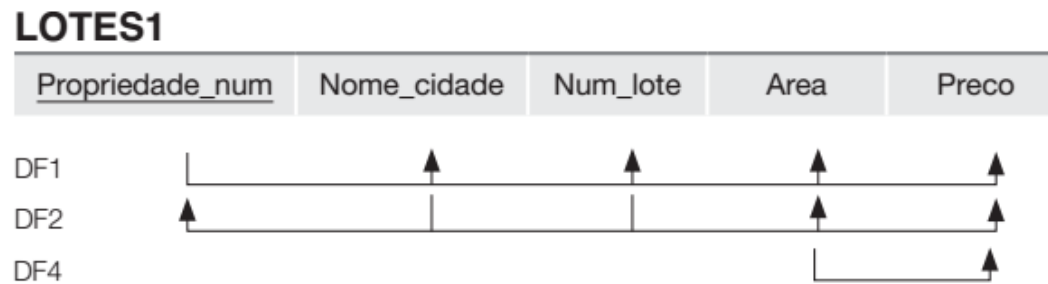 LOTES1
Propriedade_num Nome_cidade Num_lote Area Preco
DF1
DF2
DF4